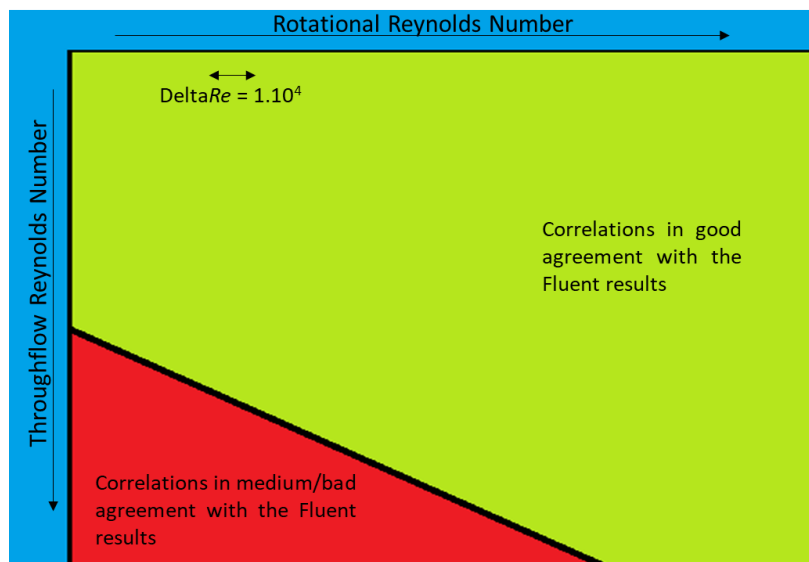 Rotational Reynolds Number
DeltaRe = 1.10⁴
Throughflow Reynolds Number
Correlations in good
agreement with the
Fluent results
Correlations in medium/bad
agreement with the Fluent
results